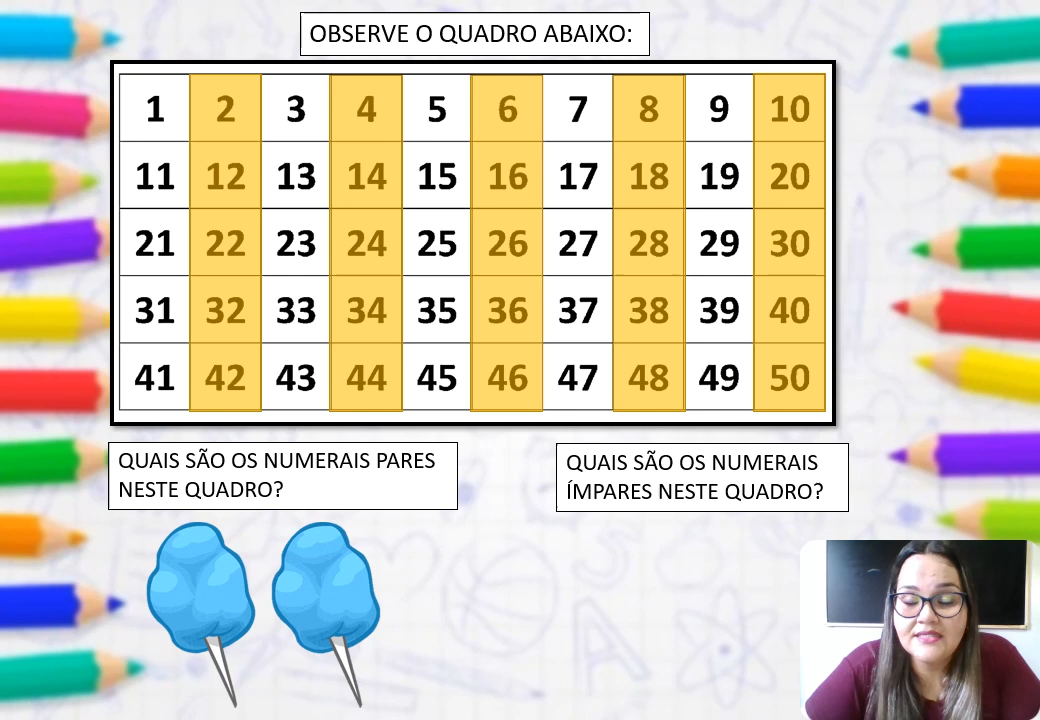 OBSERVE O QUADRO ABAIXO:
1 2 3 4 5 6 7 8 9 10
11 12 13 14 15 16 17 18 19 20
21 22 23 24 25 26 27 28 29 30
31 32 33 34 35 36 37 38 39 40
41 42 43 44 45 46 47 48 49 50
QUAIS SÃO OS NUMERAIS PARES
NESTE QUADRO?
QUAIS SÃO OS NUMERAIS
ÍMPARES NESTE QUADRO?
A